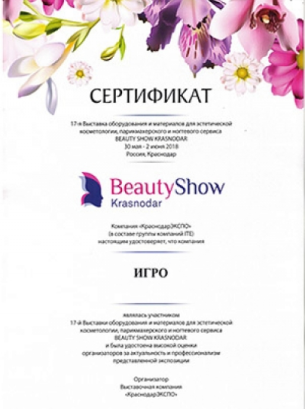 СЕРТИФИКАТ
17-я Выставка оборудования и материалов для эстетической
косметологии, парикмахерского и ногтевого сервиса
BEAUTY SHOW KRASNODAR
30 мая - 2 июня 2018
Россия, Краснодар
BeautyShow
Krasnodar
Компания «КраснодарЭКСПО»
(в составе группы компаний ITE)
настоящим удостоверяет, что компания
ИГРО
являлась участником
17-й Выставки оборудования и материалов для эстетической
косметологии, парикмахерского и ногтевого сервиса
BEAUTY SHOW KRASNODAR
и была удостоена высокой оценки
организаторов за актуальность и профессионализм
представленной экспозиции
Организатор
Выставочная компания
«КраснодарЭКСПО»